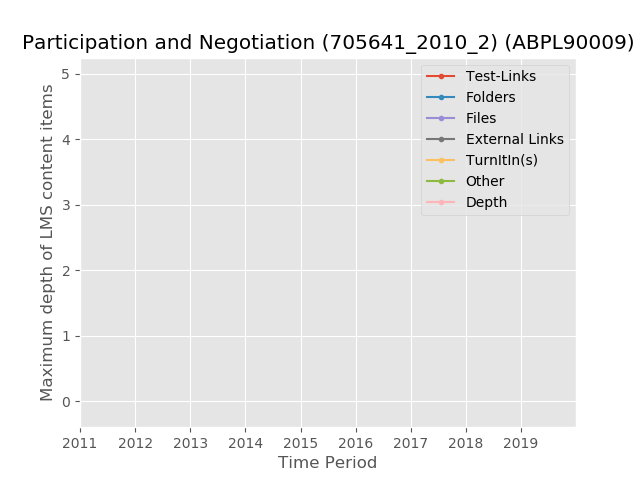 Participation and Negotiation (705641_2010_2) (ABPL90009)
Maximum depth of LMS content items
5
4
3
2
1
0
Test-Links
Folders
Files
External Links
TurnItIn(s)
Other
Depth
2011 2012 2013 2014 2015 2016 2017 2018 2019
Time Period